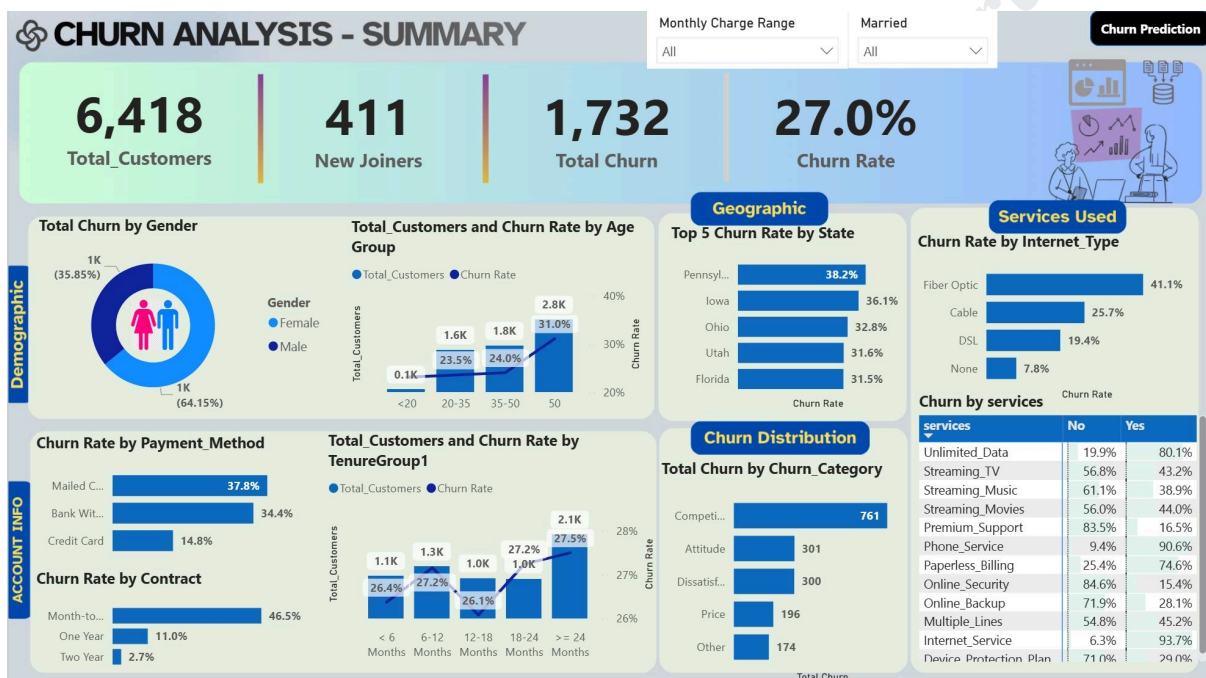 CHURN ANALYSIS - SUMMARY
Monthly Charge Range
All
Married
All
Churn Prediction
6,418
Total_Customers
411
New Joiners
1,732
Total Churn
27.0%
Churn Rate
Demographic
Total Churn by Gender
1K
(35.85%)
1K
(64.15%)
Gender
Female
Male
Total_Customers and Churn Rate by Age
Group
Total_Customers Churn Rate
Total_Customers
0.1K
1.6K
1.8K
2.8K
23.5%
24.0%
31.0%
40%
30%
20%
Churn Rate
<20 20-35 35-50 50
Geographic
Top 5 Churn Rate by State
Pennsyl... 38.2%
Iowa 36.1%
Ohio 32.8%
Utah 31.6%
Florida 31.5%
Churn Rate
Services Used
Churn Rate by Internet_Type
Fiber Optic 41.1%
Cable 25.7%
DSL 19.4%
None 7.8%
Churn Rate
Churn by services
services No Yes
Unlimited_Data 19.9% 80.1%
Streaming_TV 56.8% 43.2%
Streaming_Music 61.1% 38.9%
Streaming_Movies 56.0% 44.0%
Premium_Support 83.5% 16.5%
Phone_Service 9.4% 90.6%
Paperless_Billing 25.4% 74.6%
Online_Security 84.6% 15.4%
Online_Backup 71.9% 28.1%
Multiple_Lines 54.8% 45.2%
Internet_Service 6.3% 93.7%
Device_Protection_Plan 71.0% 29.0%
ACCOUNT INFO
Churn Rate by Payment_Method
Mailed C... 37.8%
Bank Wit... 34.4%
Credit Card 14.8%
Churn Rate by Contract
Month-to... 46.5%
One Year 11.0%
Two Year 2.7%
Total_Customers and Churn Rate by
TenureGroup1
Total_Customers Churn Rate
Total_Customers
1.1K
1.3K
1.0K
1.0K
2.1K
26.4%
27.2%
26.1%
27.2%
27.5%
28%
27%
26%
Churn Rate
< 6 6-12 12-18 18-24 >= 24
Months Months Months Months Months
Churn Distribution
Total Churn by Churn_Category
Competi... 761
Attitude 301
Dissatisf... 300
Price 196
Other 174
Total Churn